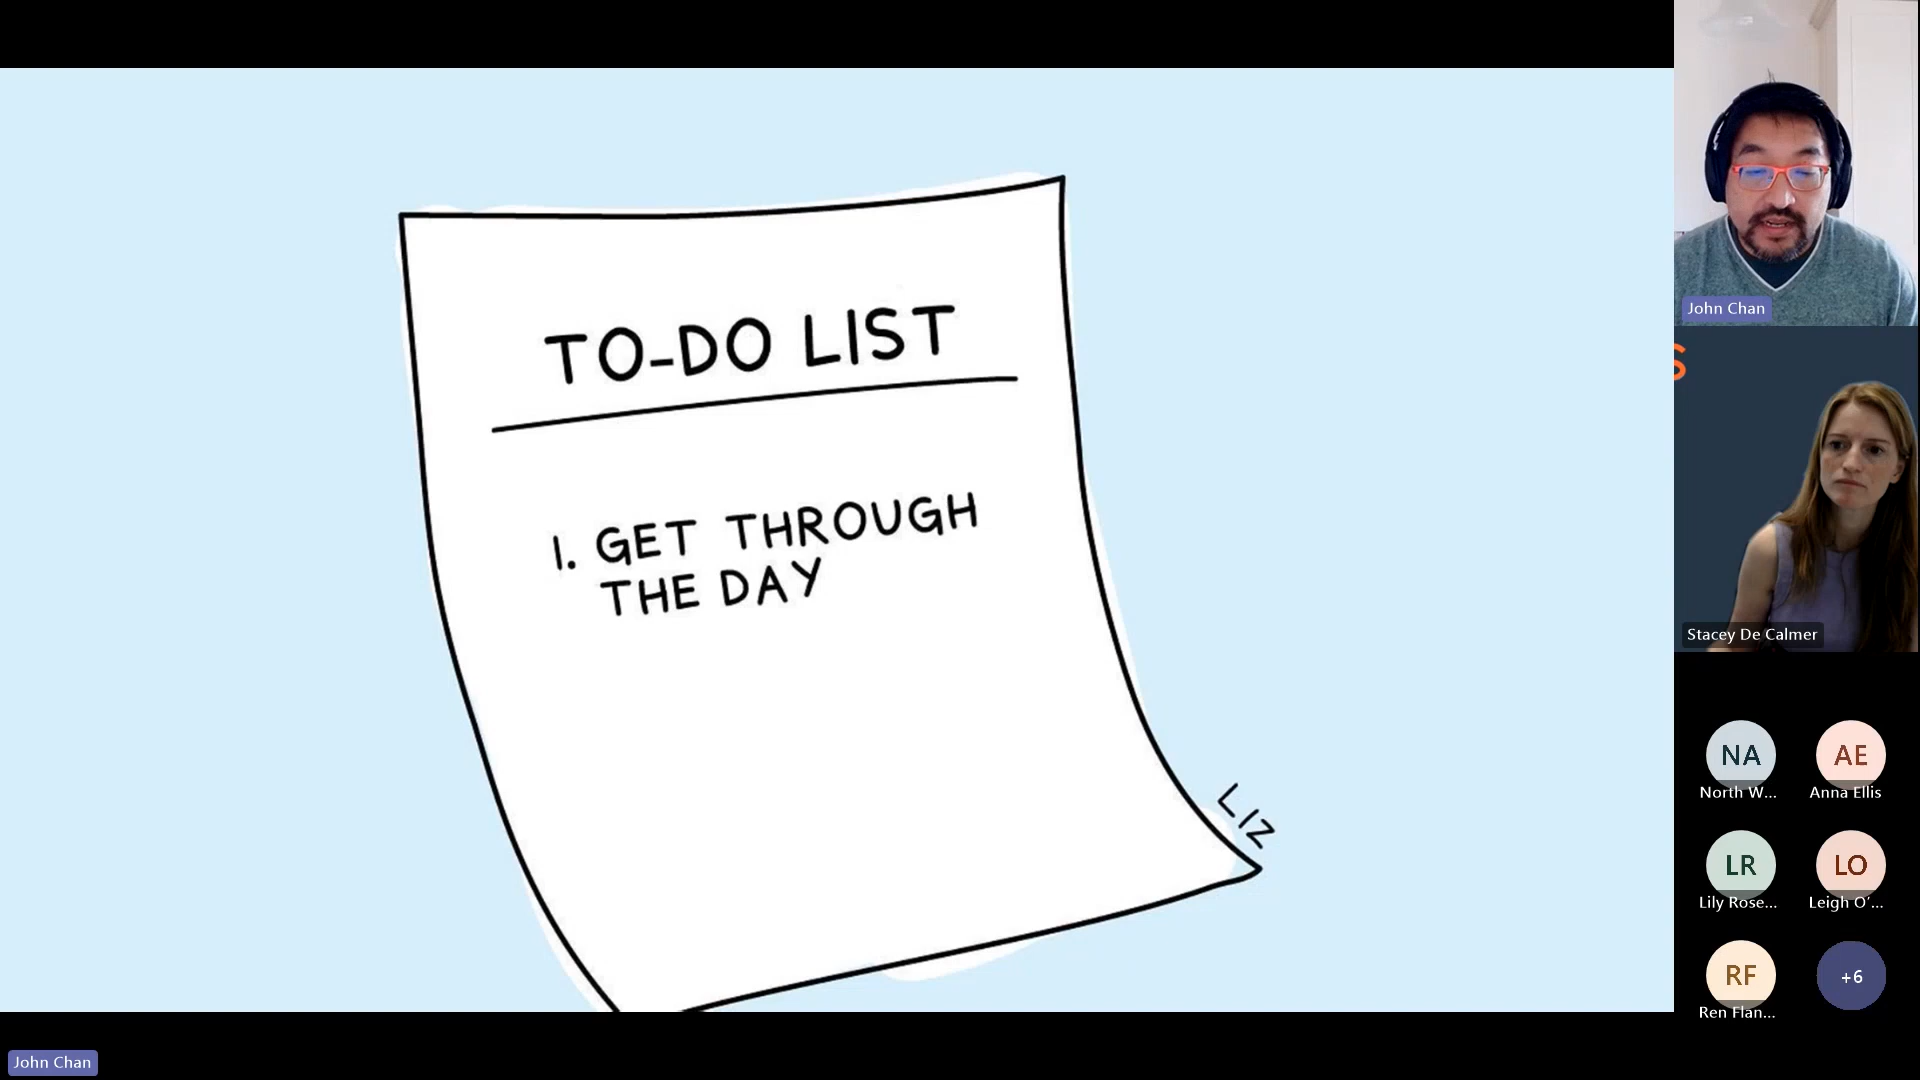 TO-DO LIST
1. GET THROUGH
THE DAY
LIZ
John Chan
S
Stacey De Calmer
NA
North W...
AE
Anna Ellis
LR
Lily Rose...
LO
Leigh O'...
RF
Ren Flan...
+6
John Chan